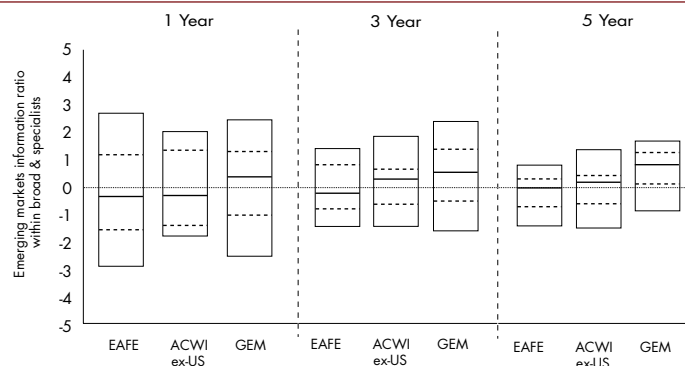 1 Year
3 Year
5 Year
Emerging markets information ratio
within broad & specialists
5
4
3
2
1
0
-1
-2
-3
-4
-5
EAFE
ACWI
ex-US
GEM
EAFE
ACWI
ex-US
GEM
EAFE
ACWI
ex-US
GEM